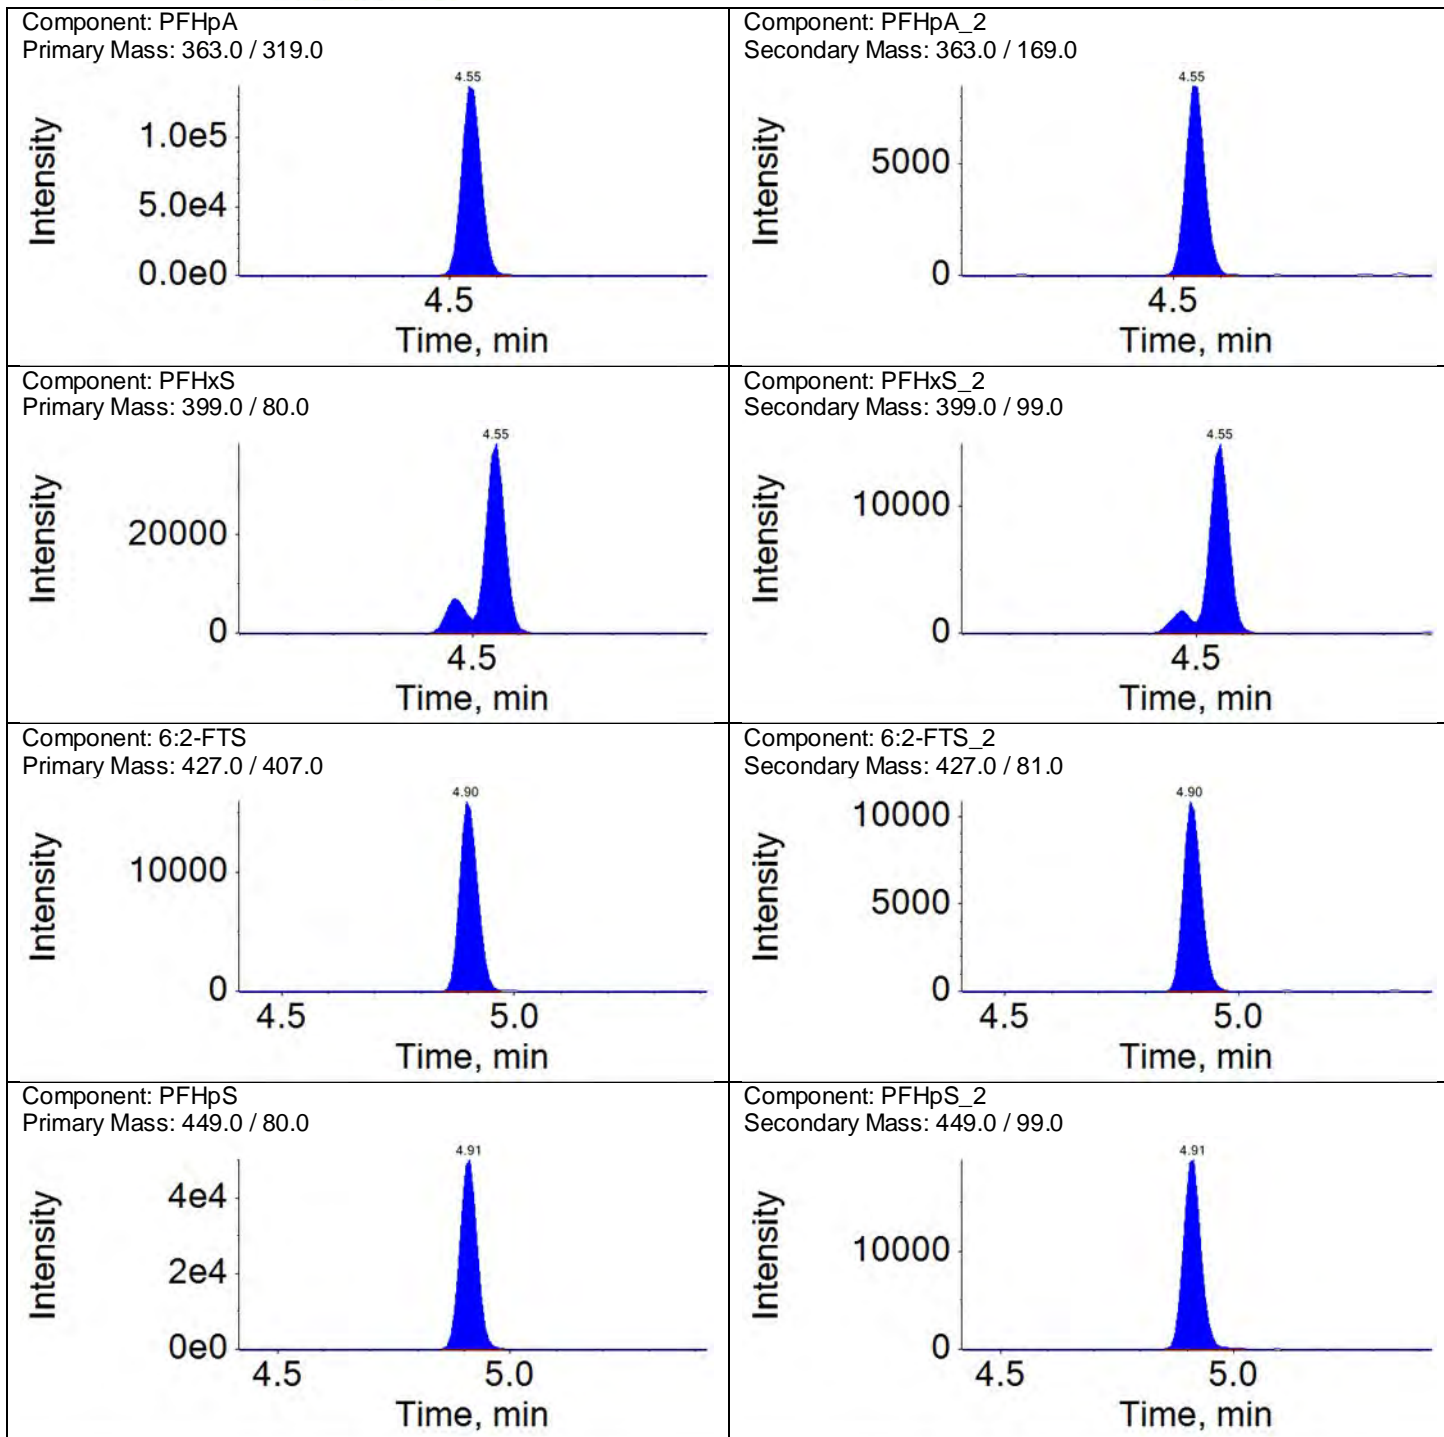 Component: PFHpA
Primary Mass: 363.0 / 319.0
4.55
Intensity
1.0e5
5.0e4
0.0e0
4.5
Time, min
Component: PFHpA_2
Secondary Mass: 363.0 / 169.0
4.55
Intensity
5000
0
4.5
Time, min
Component: PFHxS
Primary Mass: 399.0 / 80.0
4.55
Intensity
20000
0
4.5
Time, min
Component: PFHxS_2
Secondary Mass: 399.0 / 99.0
4.55
Intensity
10000
0
4.5
Time, min
Component: 6:2-FTS
Primary Mass: 427.0 / 407.0
4.90
Intensity
10000
0
4.5 5.0
Time, min
Component: 6:2-FTS_2
Secondary Mass: 427.0 / 81.0
4.90
Intensity
10000
5000
0
4.5 5.0
Time, min
Component: PFHpS
Primary Mass: 449.0 / 80.0
4.91
Intensity
4e4
2e4
0e0
4.5 5.0
Time, min
Component: PFHpS_2
Secondary Mass: 449.0 / 99.0
4.91
Intensity
10000
0
4.5 5.0
Time, min